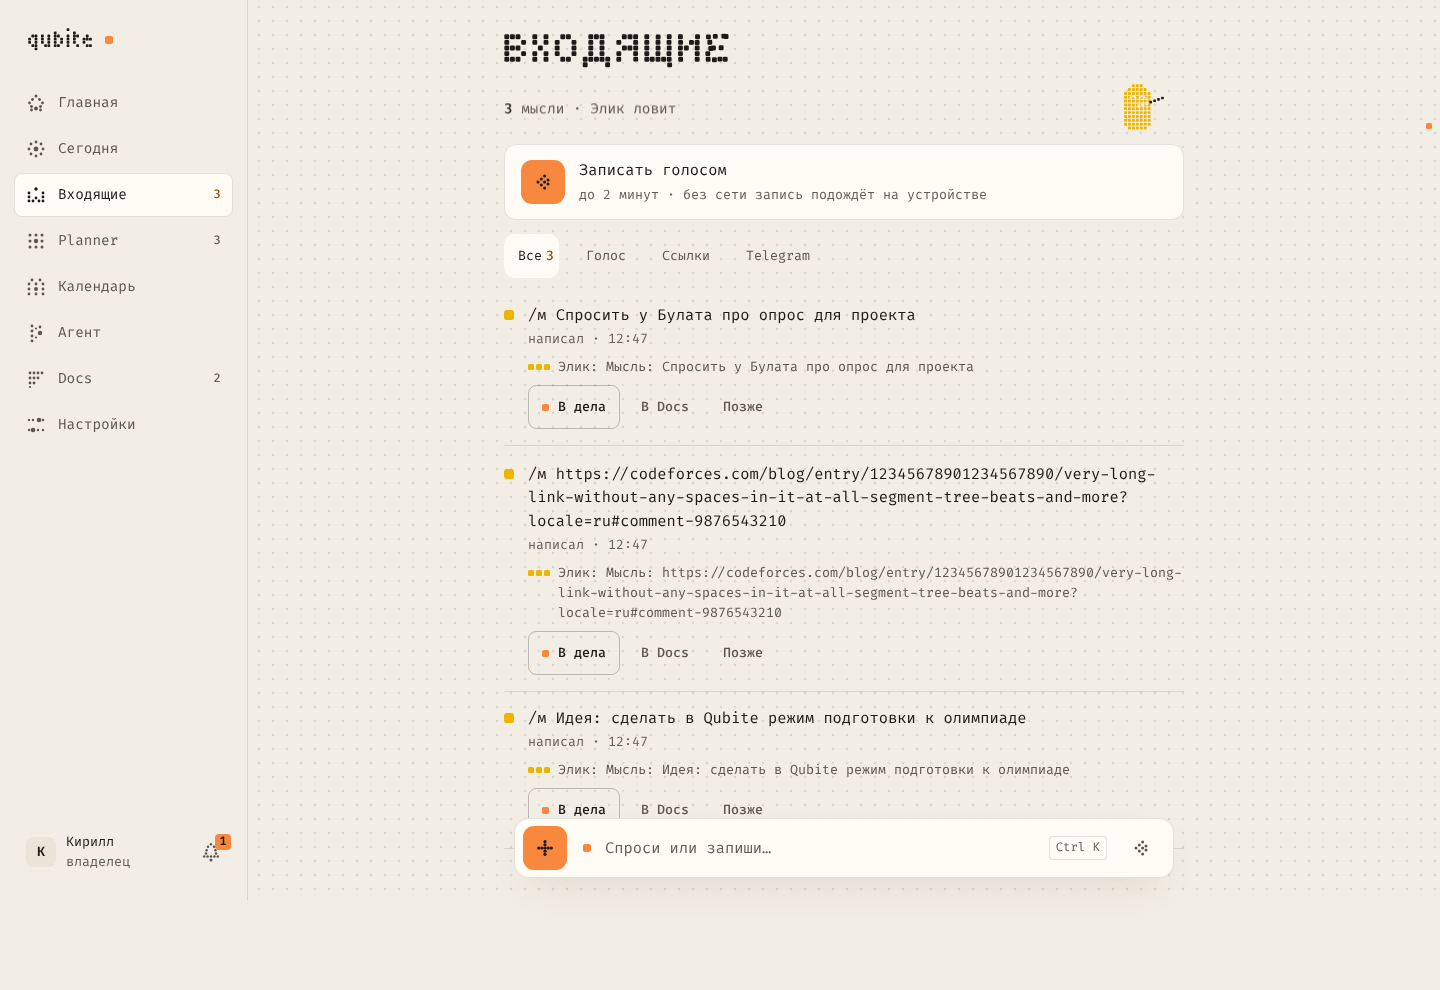 qubite
Главная
Сегодня
Входящие 3
Planner 3
Календарь
Агент
Docs 2
Настройки
К
Кирилл
владелец
1
ВХОДЯЩИЕ
3 мысли · Элик ловит
Записать голосом
до 2 минут · без сети запись подождёт на устройстве
Все 3 Голос Ссылки Telegram
/м Спросить у Булата про опрос для проекта
написал · 12:47
Элик: Мысль: Спросить у Булата про опрос для проекта
В дела В Docs Позже
/м https://codeforces.com/blog/entry/12345678901234567890/very-long-
link-without-any-spaces-in-it-at-all-segment-tree-beats-and-more?
locale=ru#comment-9876543210
написал · 12:47
Элик: Мысль: https://codeforces.com/blog/entry/12345678901234567890/very-long-
link-without-any-spaces-in-it-at-all-segment-tree-beats-and-more?
locale=ru#comment-9876543210
В дела В Docs Позже
/м Идея: сделать в Qubite режим подготовки к олимпиаде
написал · 12:47
Элик: Мысль: Идея: сделать в Qubite режим подготовки к олимпиаде
В дела В Docs Позже
Спроси или запиши… Ctrl K